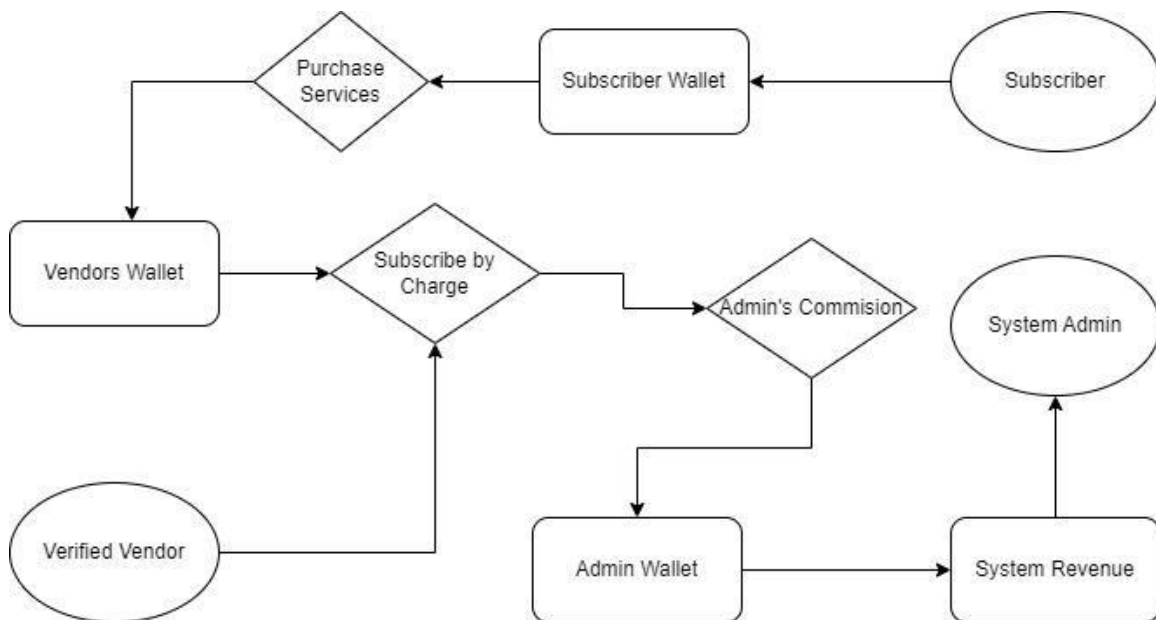 Purchase
Services
Subscriber Wallet
Subscriber
Vendors Wallet
Subscribe by
Charge
Admin's Commision
System Admin
Verified Vendor
Admin Wallet
System Revenue